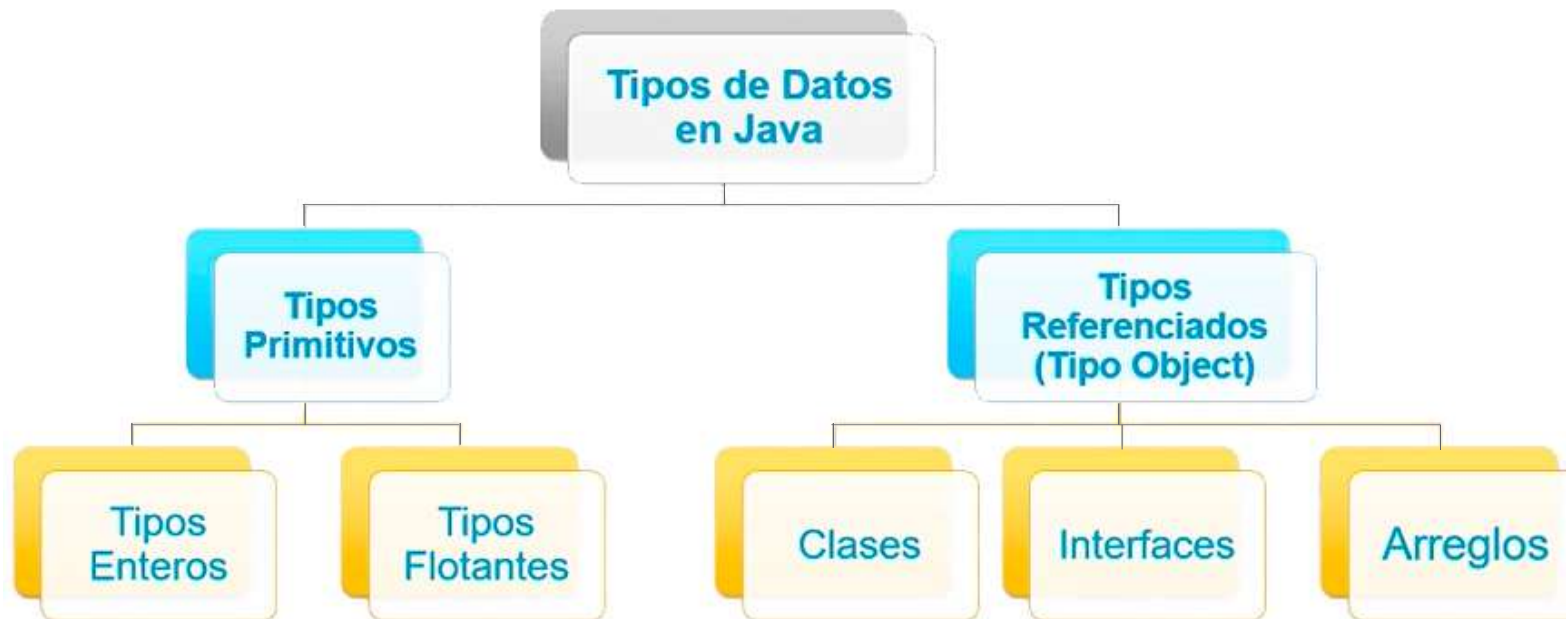 Tipos de Datos
en Java
Tipos
Primitivos
Tipos
Referenciados
(Tipo Object)
Tipos
Enteros
Tipos
Flotantes
Clases
Interfaces
Arreglos